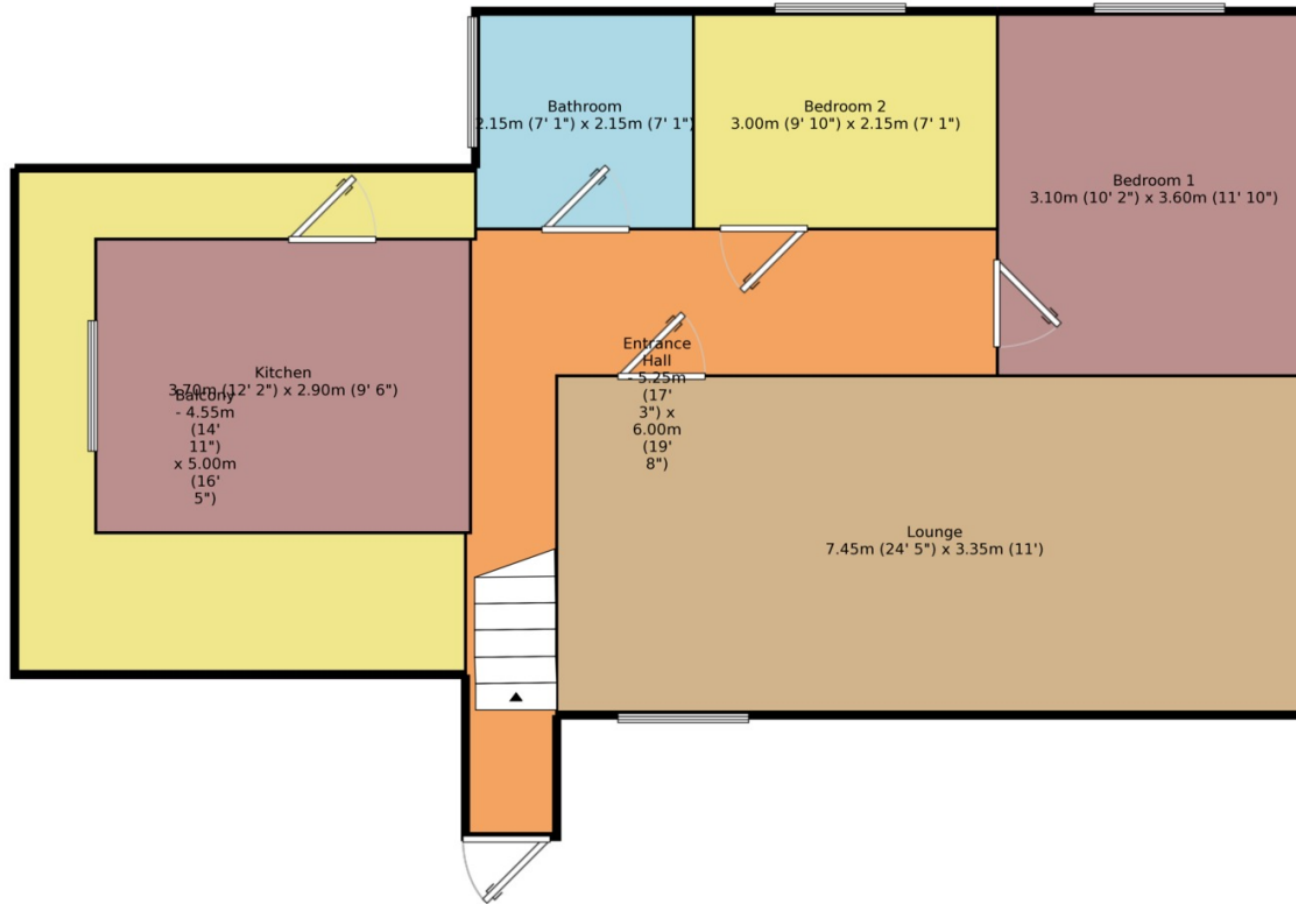 Bathroom
2.15m (7' 1") x 2.15m (7' 1")
Bedroom 2
3.00m (9' 10") x 2.15m (7' 1")
Bedroom 1
3.10m (10' 2") x 3.60m (11' 10")
Kitchen
3.70m (12' 2") x 2.90m (9' 6")
Balcony
- 4.55m
(14'
11")
x 5.00m
(16'
5")
Entrance
Hall
- 5.25m
(17'
3") x
6.00m
(19'
8")
Lounge
7.45m (24' 5") x 3.35m (11')